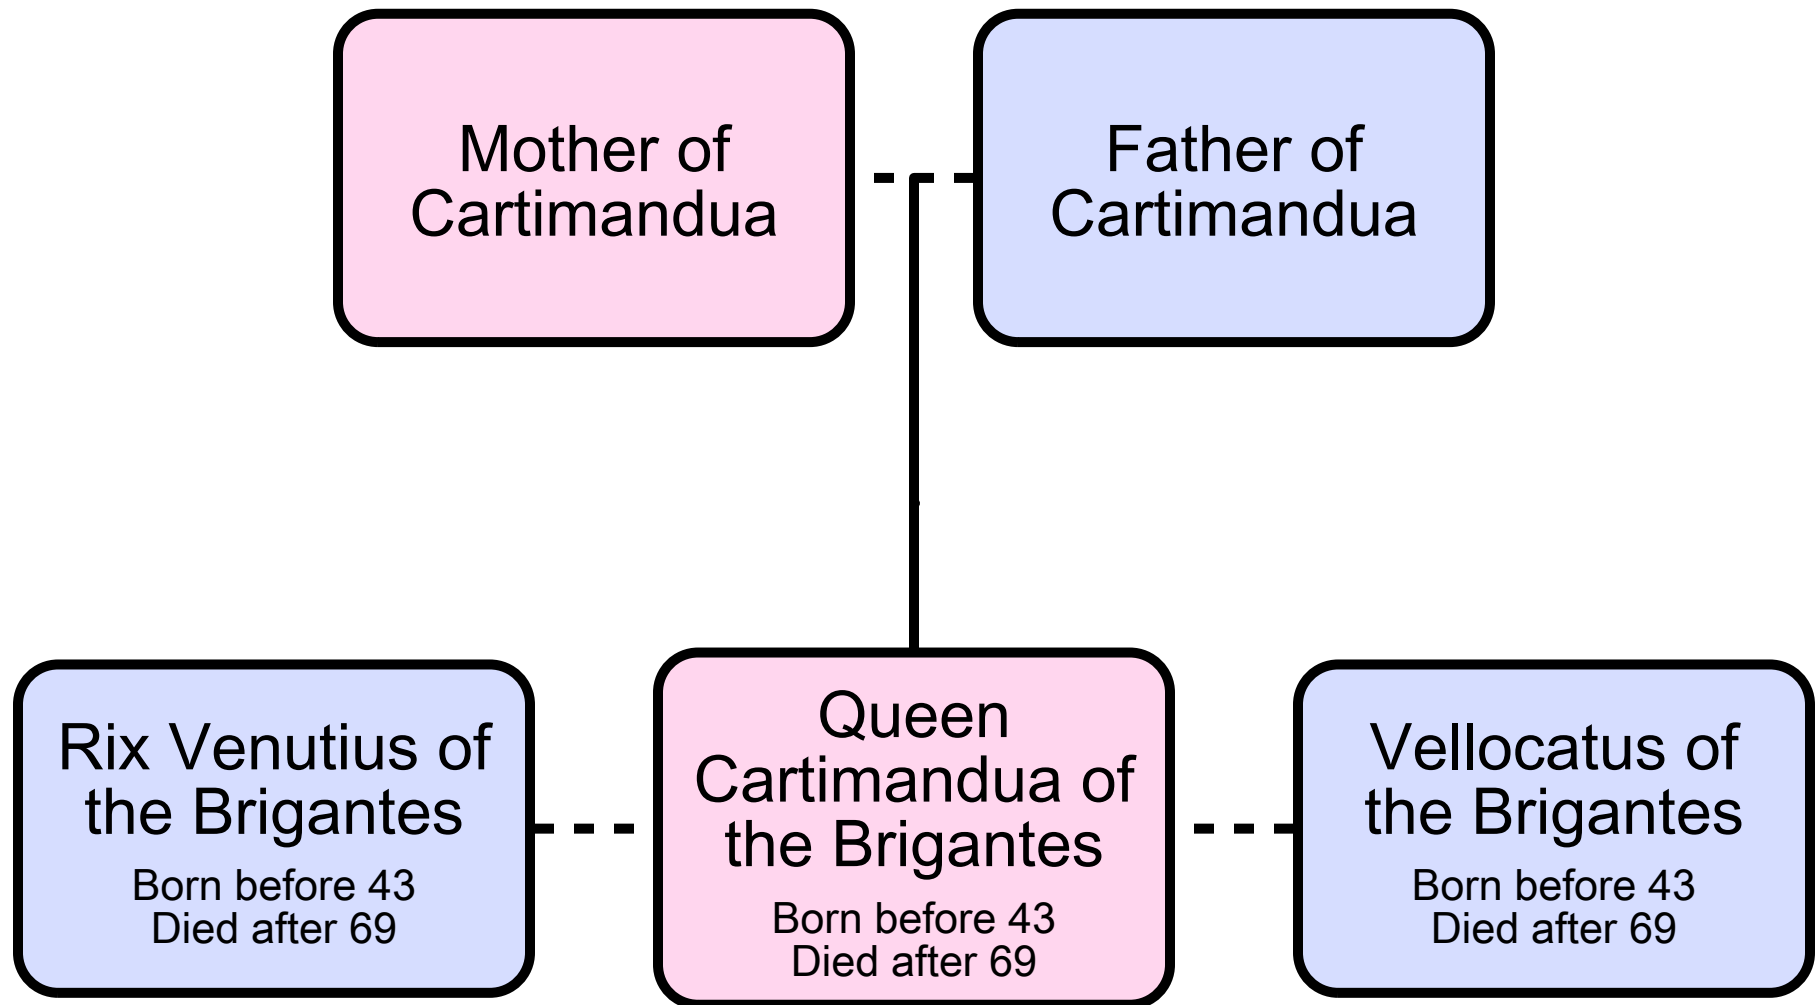 Mother of
Cartimandua
Father of
Cartimandua
Rix Venutius of
the Brigantes
Born before 43
Died after 69
Queen
Cartimandua of
the Brigantes
Born before 43
Died after 69
Vellocatus of
the Brigantes
Born before 43
Died after 69